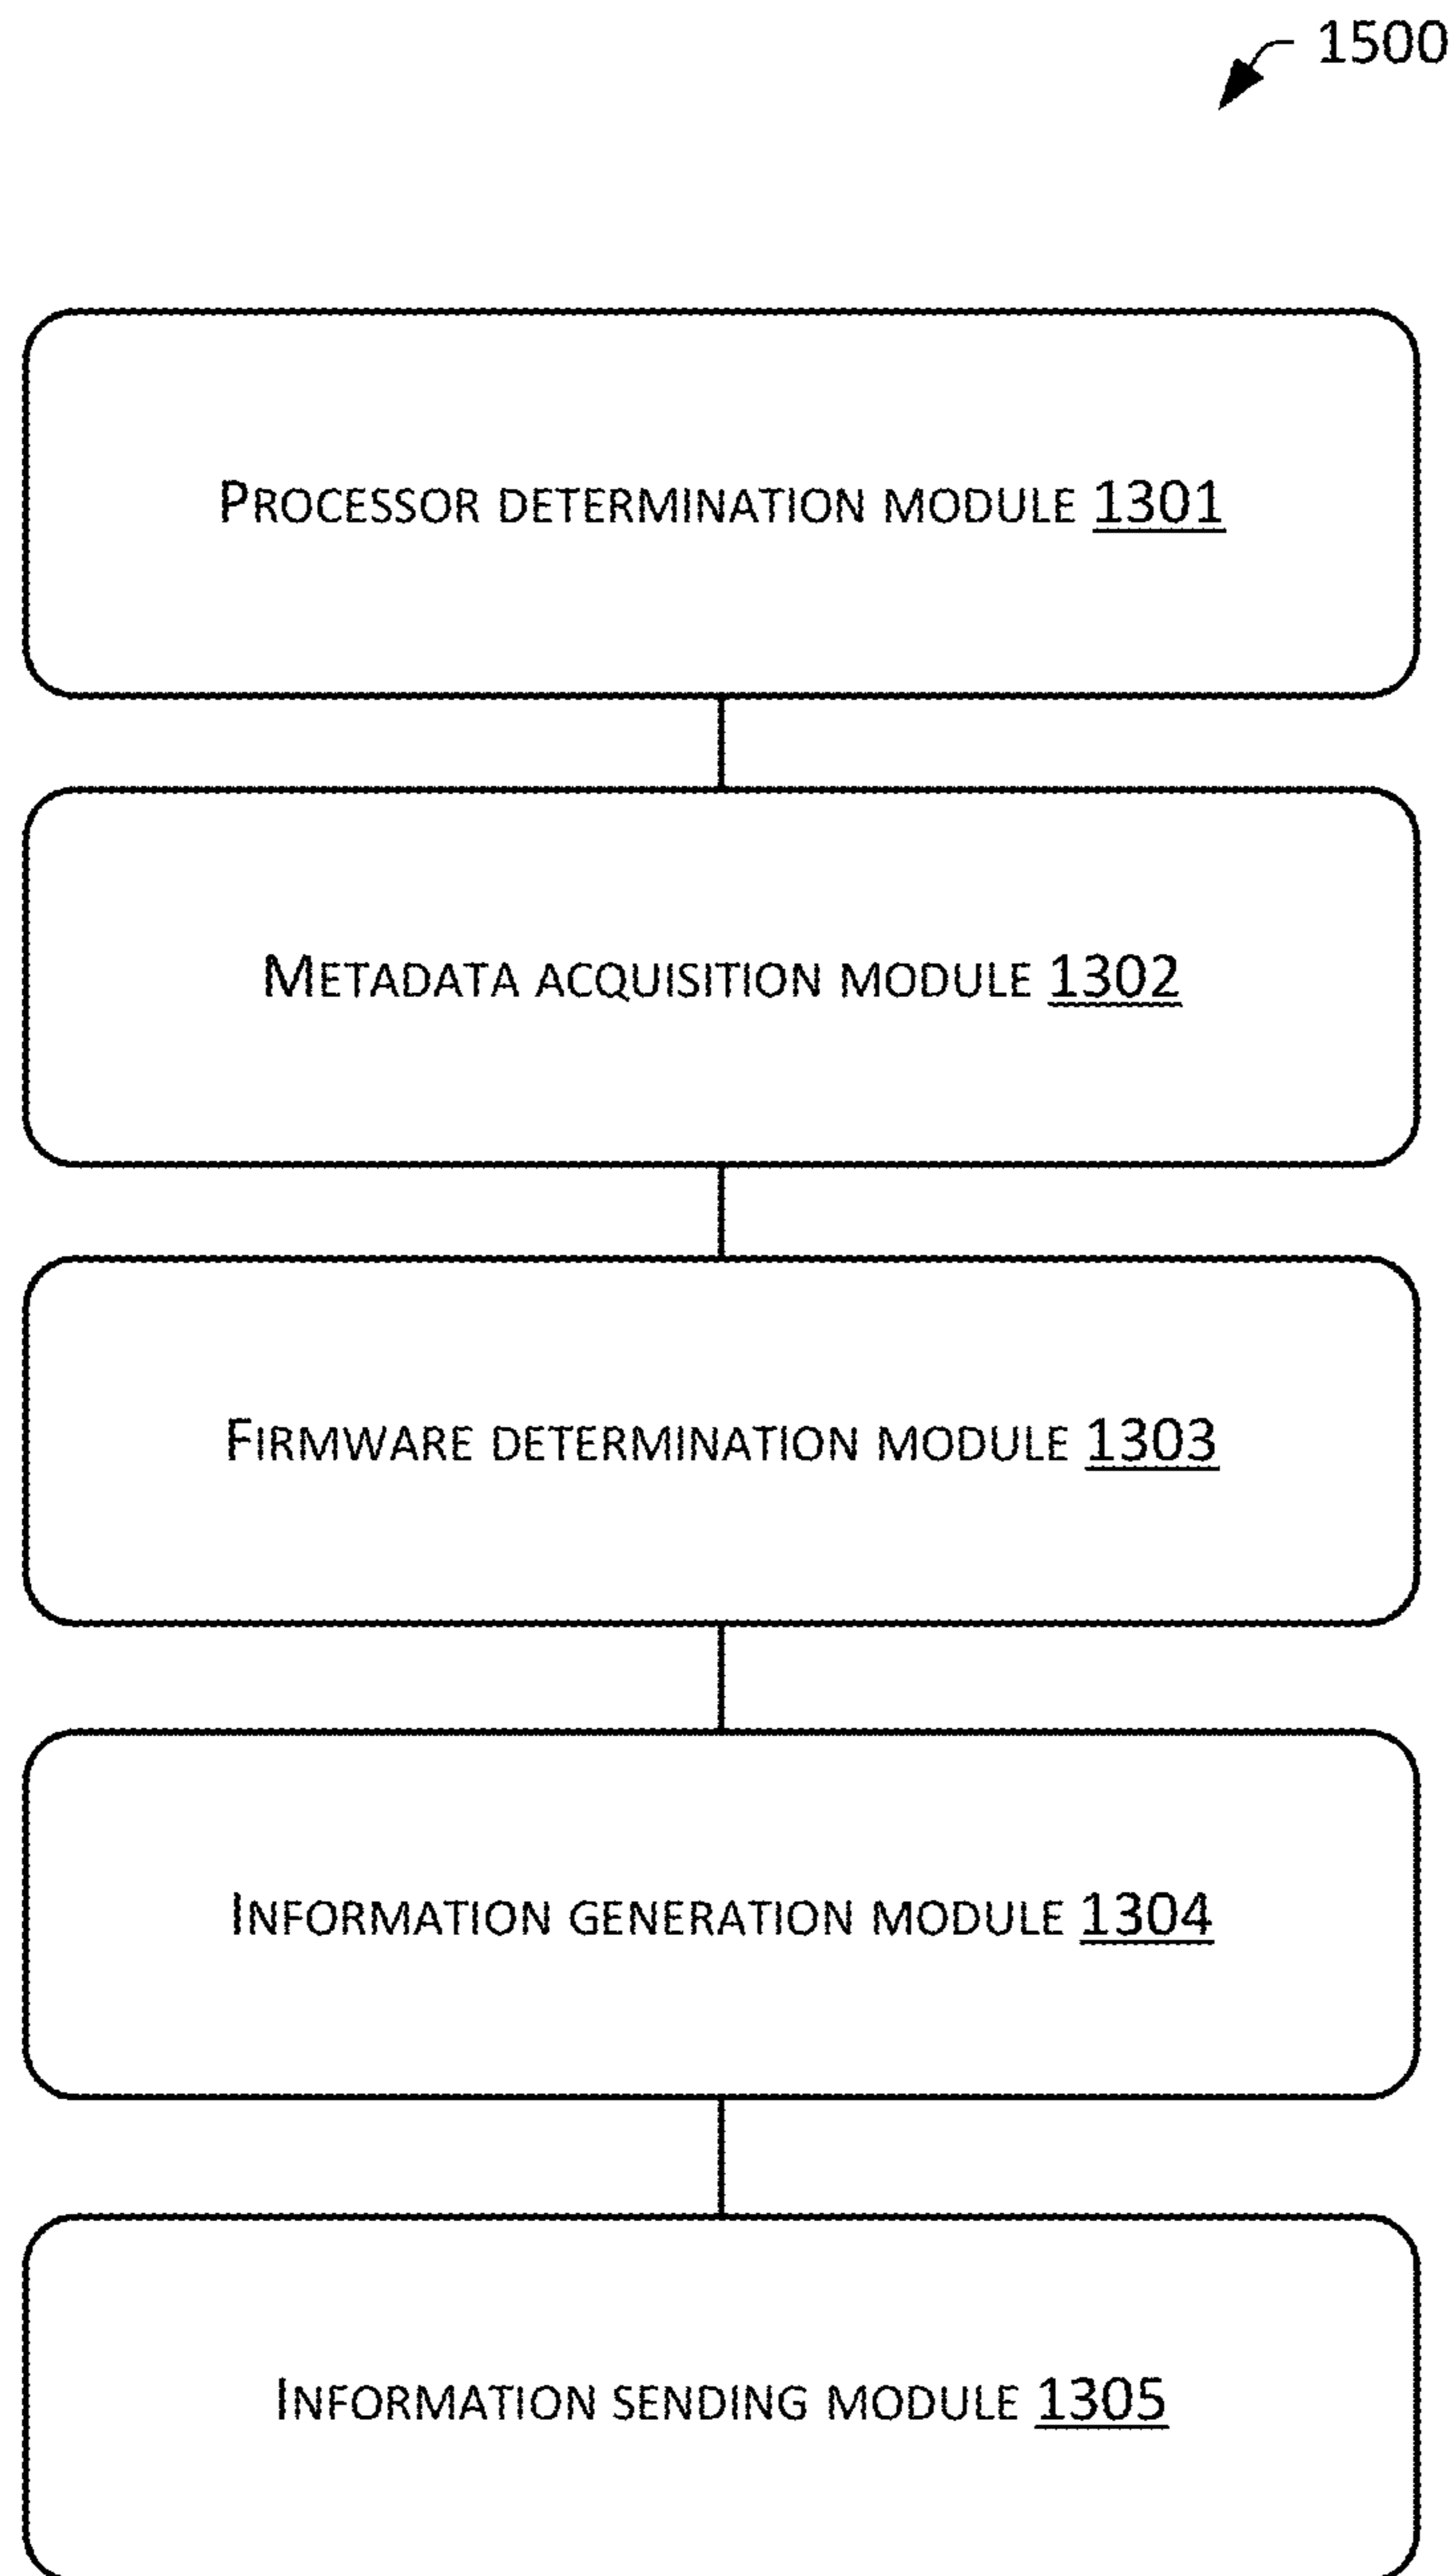 1500
PROCESSOR DETERMINATION MODULE 1301
METADATA ACQUISITION MODULE 1302
FIRMWARE DETERMINATION MODULE 1303
INFORMATION GENERATION MODULE 1304
INFORMATION SENDING MODULE 1305